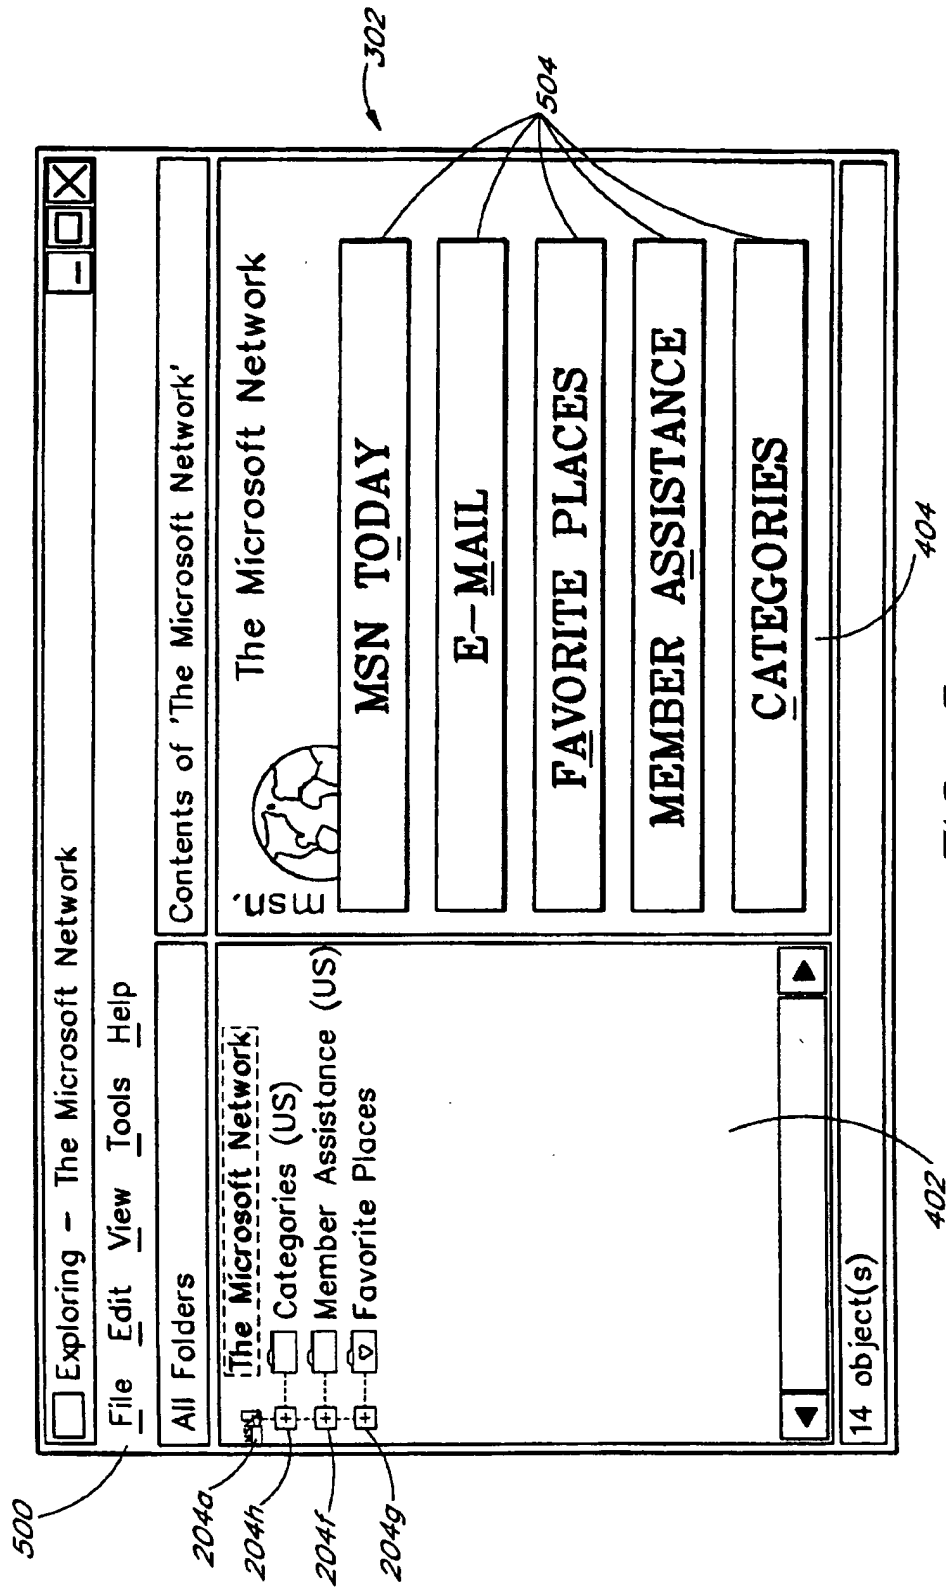 Exploring – The Microsoft Network
File Edit View Tools Help
All Folders
Contents of 'The Microsoft Network'
The Microsoft Network
Categories (US)
Member Assistance (US)
Favorite Places
msn.
The Microsoft Network
MSN TODAY
E-MAIL
FAVORITE PLACES
MEMBER ASSISTANCE
CATEGORIES
14 object(s)
500
204a
204h
204f
204g
402
404
504
302